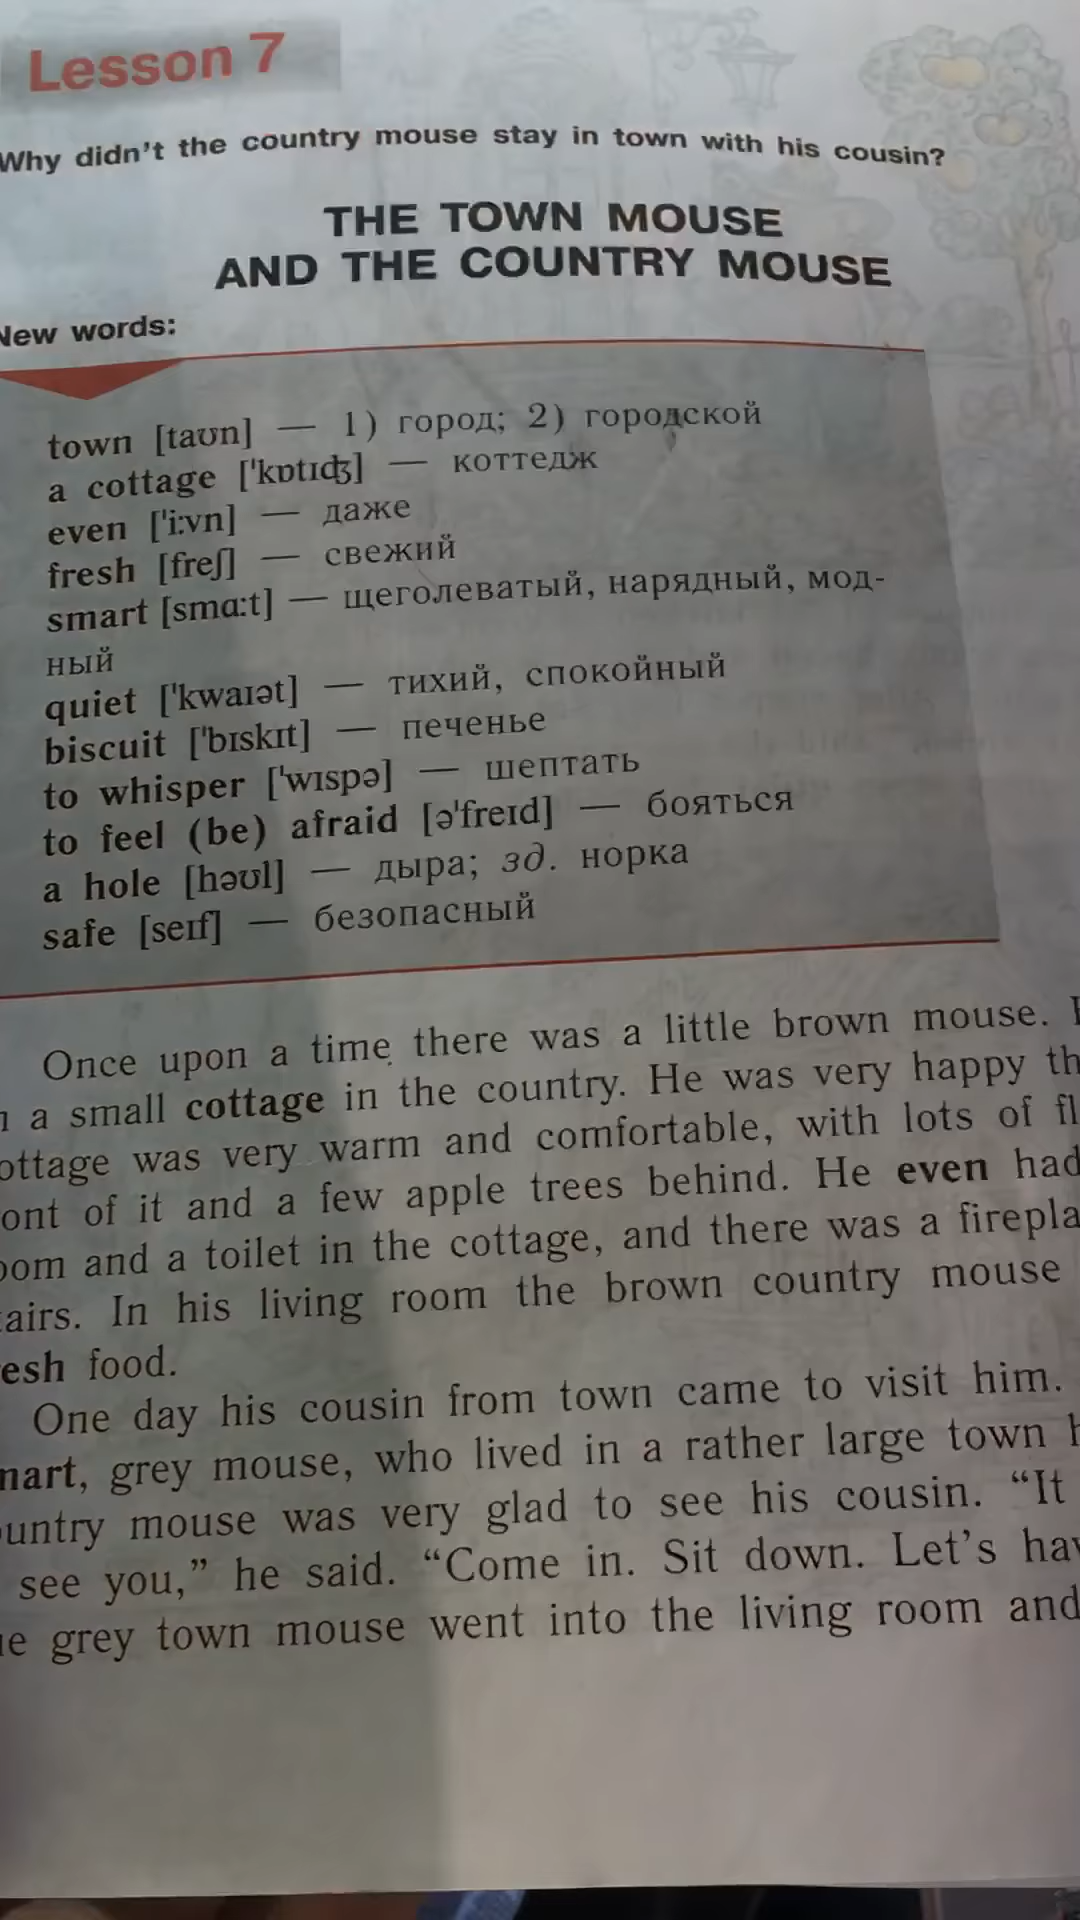 Lesson 7
Why didn't the country mouse stay in town with his cousin?
THE TOWN MOUSE
AND THE COUNTRY MOUSE
New words:
town [taʊn] — 1) город; 2) городской
a cottage ['kɒtɪʤ] — коттедж
even ['i:vn] — даже
fresh [freʃ] — свежий
smart [smɑ:t] — щеголеватый, нарядный, мод-
ный
quiet ['kwaɪət] — тихий, спокойный
biscuit ['bɪskɪt] — печенье
to whisper ['wɪspə] — шептать
to feel (be) afraid [ə'freɪd] — бояться
a hole [həʊl] — дыра; зд. норка
safe [seɪf] — безопасный
Once upon a time there was a little brown mouse.
a small cottage in the country. He was very happy
was very warm and comfortable, with lots of
of it and a few apple trees behind. He even had
and a toilet in the cottage, and there was a
In his living room the brown country mouse
food.
One day his cousin from town came to visit him.
grey mouse, who lived in a rather large town
mouse was very glad to see his cousin. “It
see you,” he said. “Come in. Sit down. Let's
grey town mouse went into the living room and